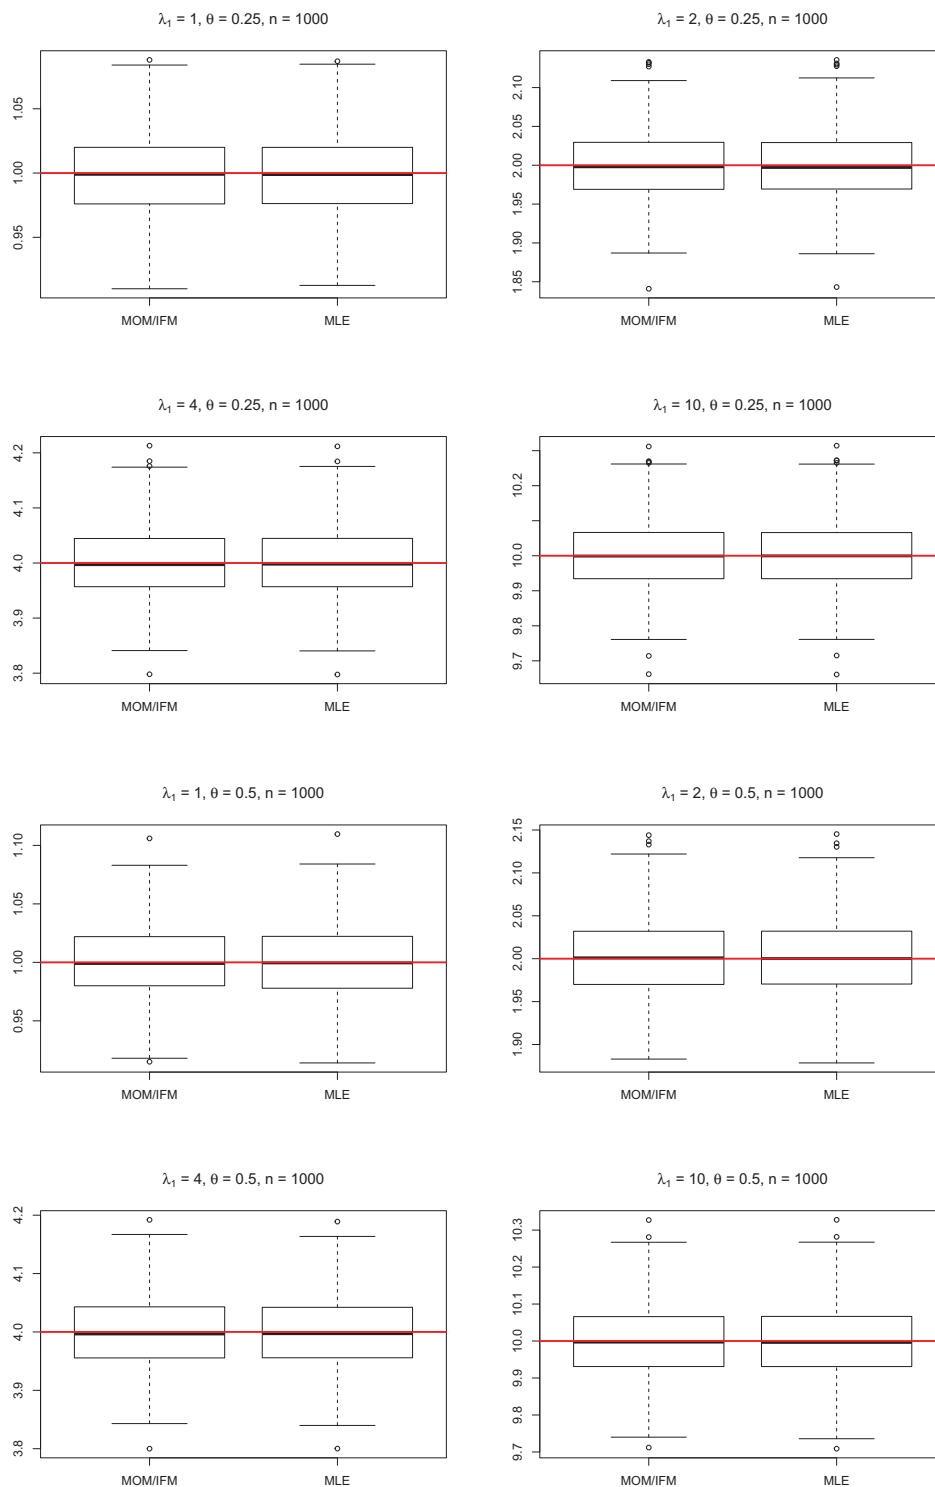 λ₁ = 1, θ = 0.25, n = 1000
1.05
1.00
0.95
MOM/IFM MLE
λ₁ = 2, θ = 0.25, n = 1000
2.10
2.05
2.00
1.95
1.90
1.85
MOM/IFM MLE
λ₁ = 4, θ = 0.25, n = 1000
4.2
4.1
4.0
3.9
3.8
MOM/IFM MLE
λ₁ = 10, θ = 0.25, n = 1000
10.2
10.0
9.9
9.8
9.7
MOM/IFM MLE
λ₁ = 1, θ = 0.5, n = 1000
1.10
1.05
1.00
0.95
MOM/IFM MLE
λ₁ = 2, θ = 0.5, n = 1000
2.15
2.10
2.05
2.00
1.95
1.90
MOM/IFM MLE
λ₁ = 4, θ = 0.5, n = 1000
4.2
4.1
4.0
3.9
3.8
MOM/IFM MLE
λ₁ = 10, θ = 0.5, n = 1000
10.3
10.2
10.1
10.0
9.9
9.8
9.7
MOM/IFM MLE